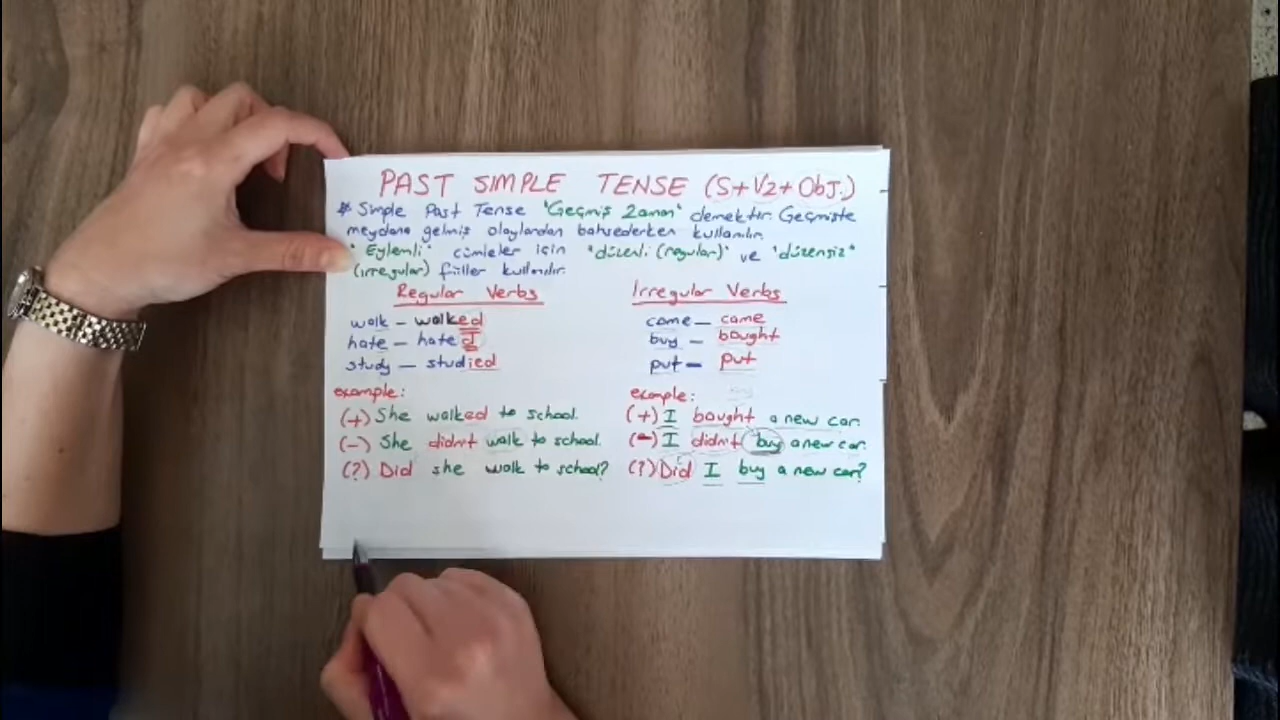 PAST SIMPLE TENSE (S+V2+ObJ.)
* Simple Past Tense "Geçmiş Zaman" demektir. Geçmişte
meydana gelmiş olaylardan bahsederken kullanılır.
"Eylemli" cümleler için "düzenli (regular)" ve "düzensiz"
(irregular) fiiller kullanılır.
Regular Verbs
walk – walked
hate – hated
study – studied
example:
(+) She walked to school.
(-) She didn't walk to school.
(?) Did she walk to school?
Irregular Verbs
come – came
buy – bought
put – put
example:
(+) I bought a new car.
(-) I didn't buy a new car.
(?) Did I buy a new car?